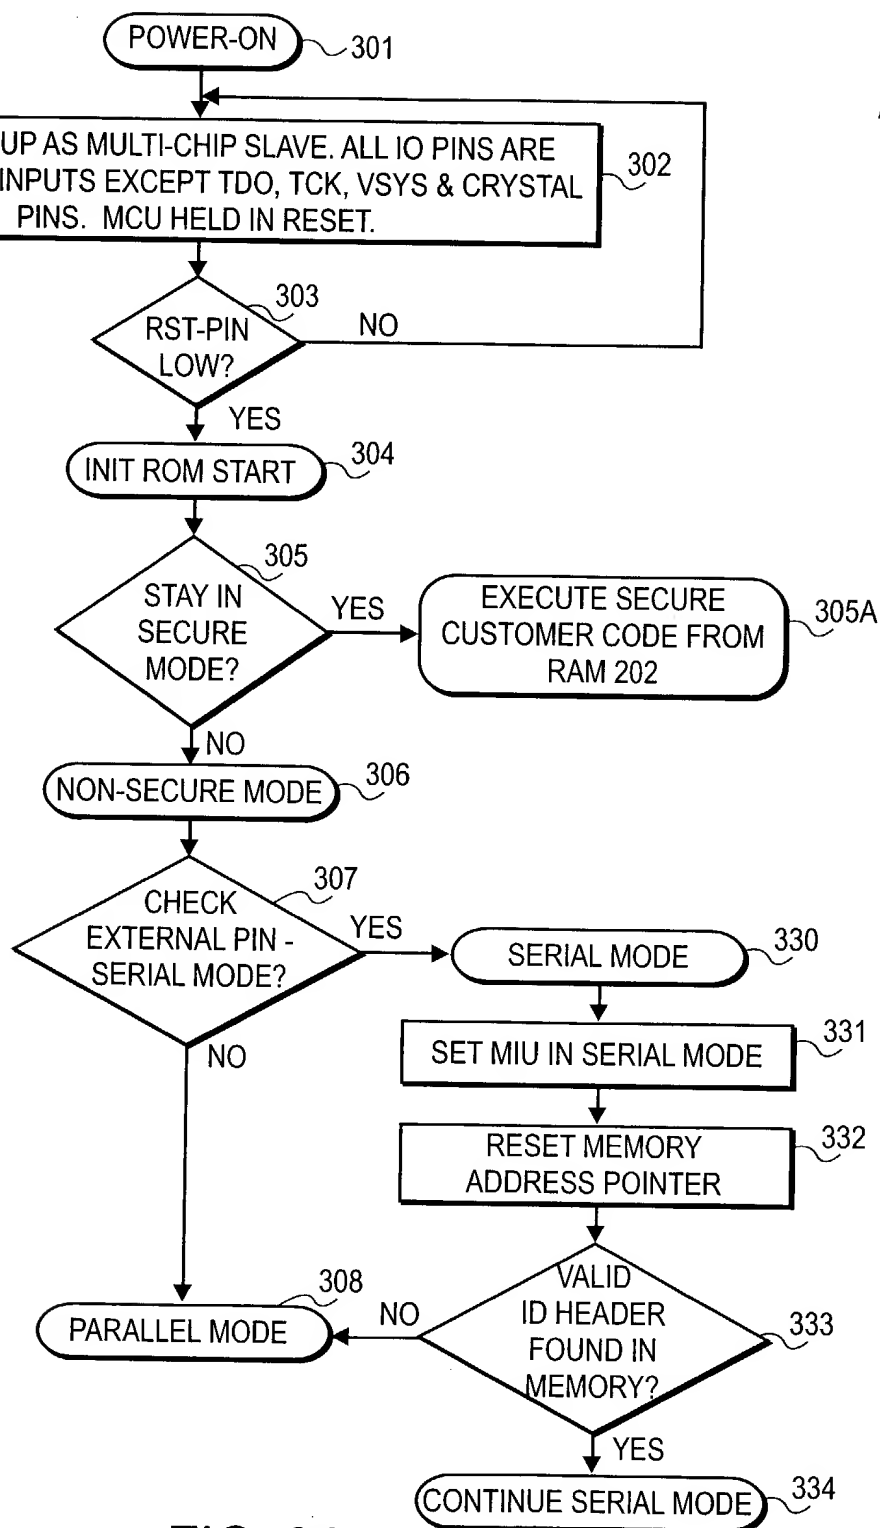 POWER-ON
301
UP AS MULTI-CHIP SLAVE. ALL IO PINS ARE
INPUTS EXCEPT TDO, TCK, VSYS & CRYSTAL
PINS. MCU HELD IN RESET.
302
303
RST-PIN
LOW?
NO
YES
INIT ROM START
304
305
STAY IN
SECURE
MODE?
YES
EXECUTE SECURE
CUSTOMER CODE FROM
RAM 202
305A
NO
NON-SECURE MODE
306
307
CHECK
EXTERNAL PIN -
SERIAL MODE?
YES
SERIAL MODE
330
NO
SET MIU IN SERIAL MODE
331
RESET MEMORY
ADDRESS POINTER
332
308
PARALLEL MODE
NO
VALID
ID HEADER
FOUND IN
MEMORY?
333
YES
CONTINUE SERIAL MODE
334